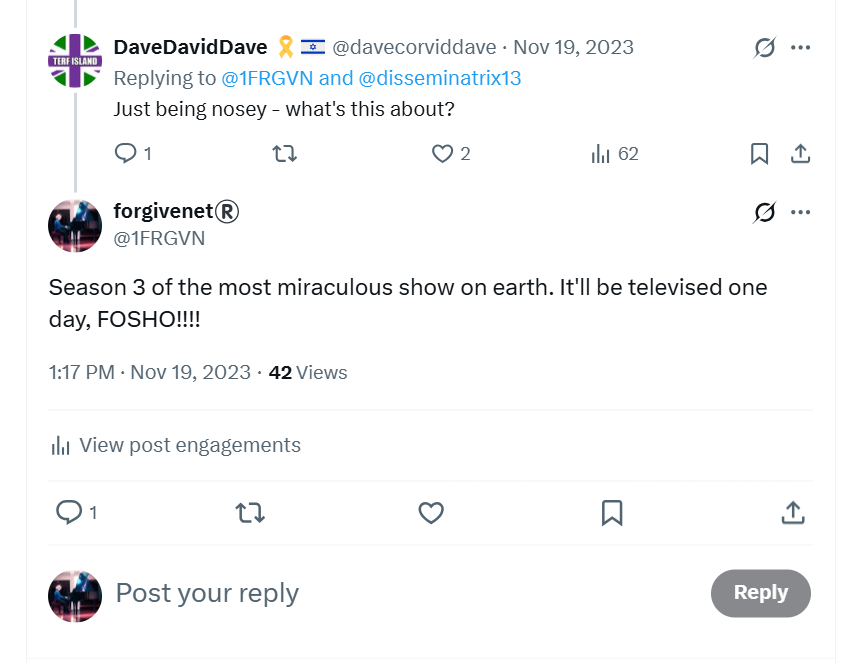 TERF ISLAND
DaveDavidDave 🎗️ 🇮🇱 @davecorviddave · Nov 19, 2023
Replying to @1FRGVN and @disseminatrix13
Just being nosey - what's this about?
1 2 62
forgivenet®
@1FRGVN
Season 3 of the most miraculous show on earth. It'll be televised one
day, FOSHO!!!!
1:17 PM · Nov 19, 2023 · 42 Views
View post engagements
1
Post your reply
Reply